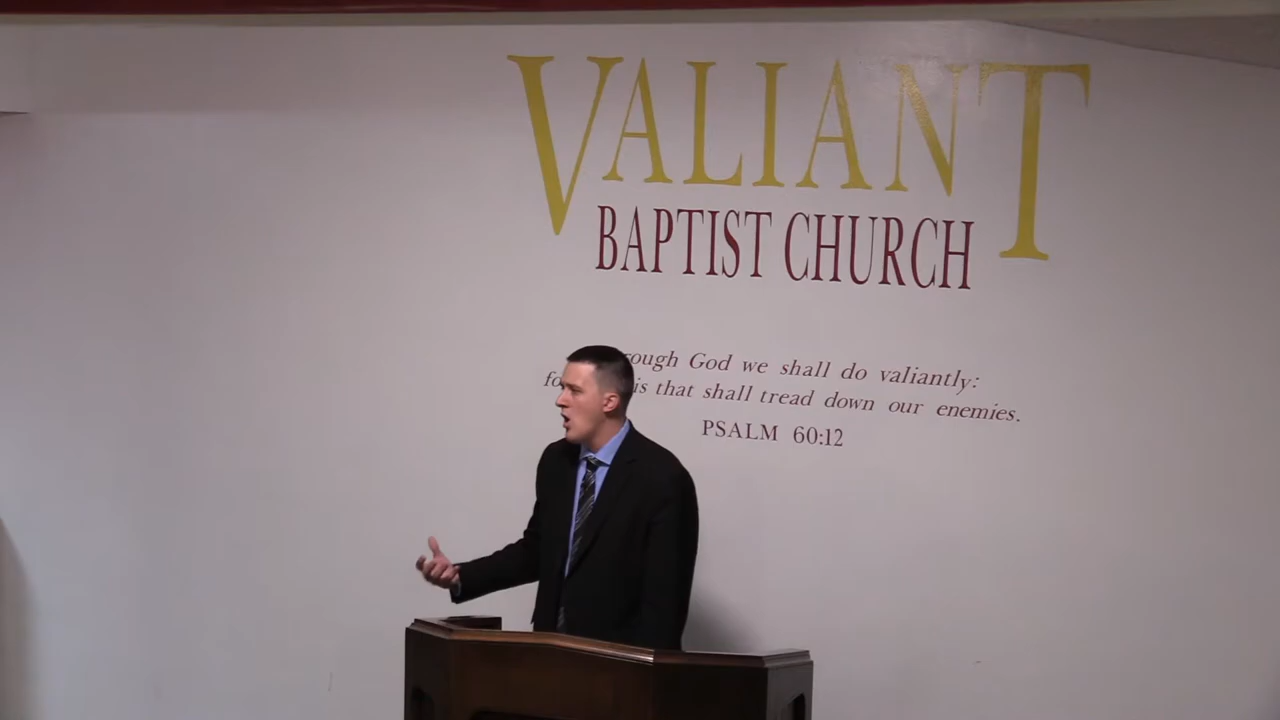 VALIANT
BAPTIST CHURCH
rough God we shall do valiantly:
fo is that shall tread down our enemies.
PSALM 60:12